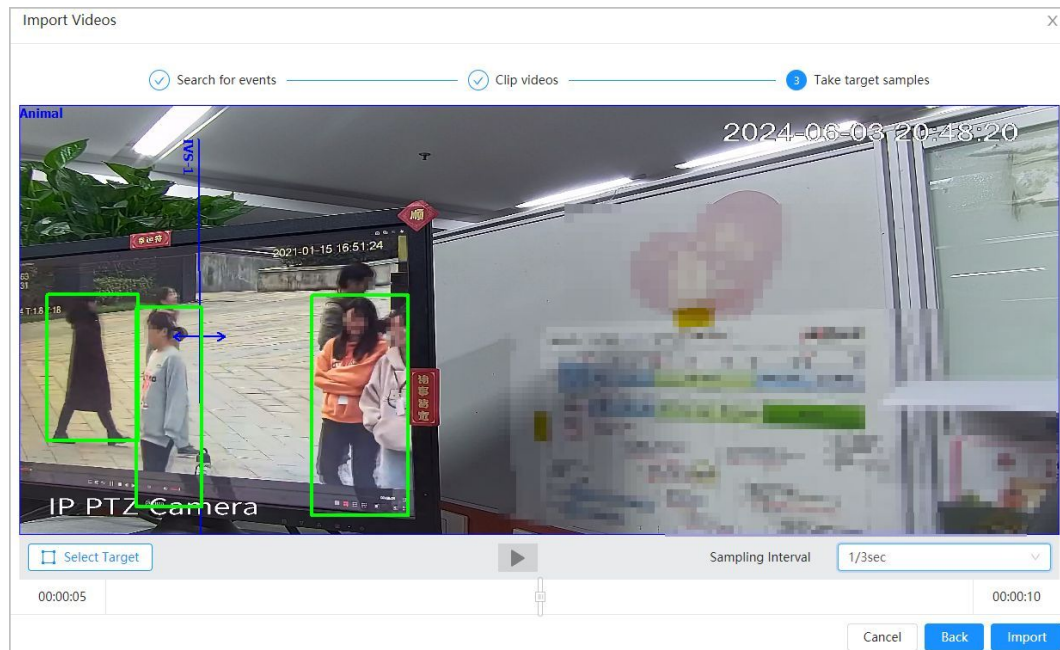 Import Videos
X
Search for events
Clip videos
3 Take target samples
Animal
IVS-1
2024-06-03 20:48:20
顺
2021-01-15 16:51:24
IP PTZ Camera
Select Target
Sampling Interval
1/3sec
00:00:05
00:00:10
Cancel
Back
Import